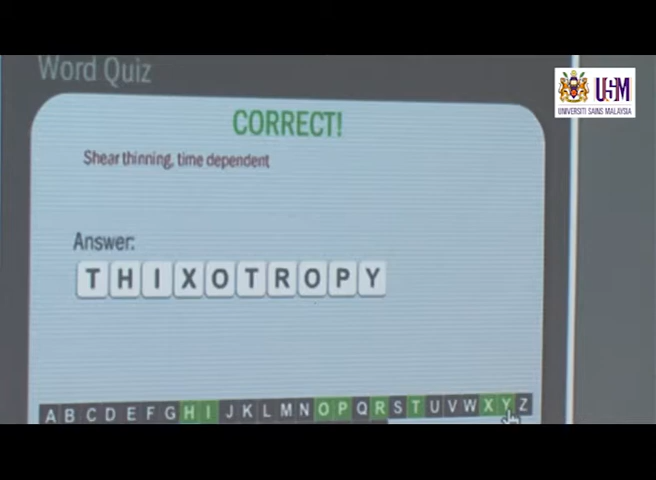 Word Quiz
USM
UNIVERSITI SAINS MALAYSIA
CORRECT!
Shear thinning, time dependent
Answer:
THIXOTROPY
A B C D E F G H I J K L M N O P Q R S T U V W X Y Z